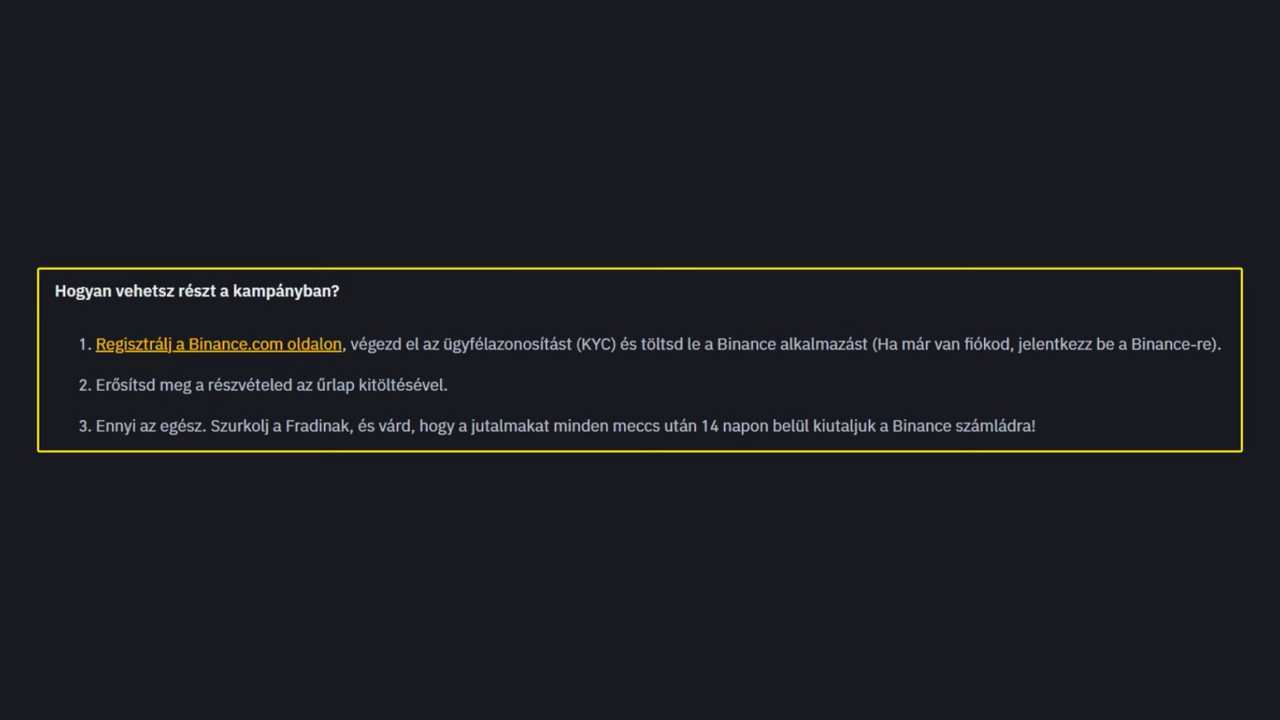 Hogyan vehetsz részt a kampányban?
1. Regisztrálj a Binance.com oldalon, végezd el az ügyfélazonosítást (KYC) és töltsd le a Binance alkalmazást (Ha már van fiókod, jelentkezz be a Binance-re).
2. Erősítsd meg a részvételed az űrlap kitöltésével.
3. Ennyi az egész. Szurkolj a Fradinak, és várd, hogy a jutalmakat minden meccs után 14 napon belül kiutaljuk a Binance számládra!